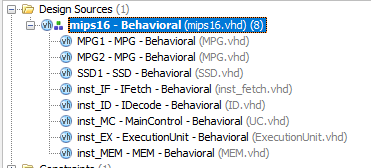 Design Sources (1)
mips16 - Behavioral (mips16.vhd) (8)
MPG1 - MPG - Behavioral (MPG.vhd)
MPG2 - MPG - Behavioral (MPG.vhd)
SSD1 - SSD - Behavioral (SSD.vhd)
inst_IF - IFetch - Behavioral (inst_fetch.vhd)
inst_ID - IDecode - Behavioral (ID.vhd)
inst_MC - MainControl - Behavioral (UC.vhd)
inst_EX - ExecutionUnit - Behavioral (ExecutionUnit.vhd)
inst_MEM - MEM - Behavioral (MEM.vhd)